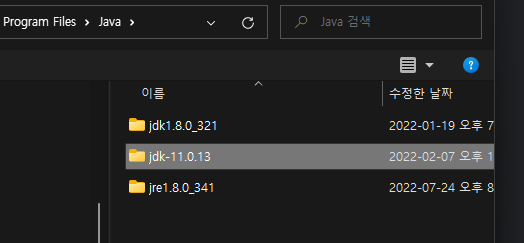 Program Files > Java >
Java 검색
?
이름 수정한 날짜
jdk1.8.0_321 2022-01-19 오후 7
jdk-11.0.13 2022-02-07 오후 1
jre1.8.0_341 2022-07-24 오후 8